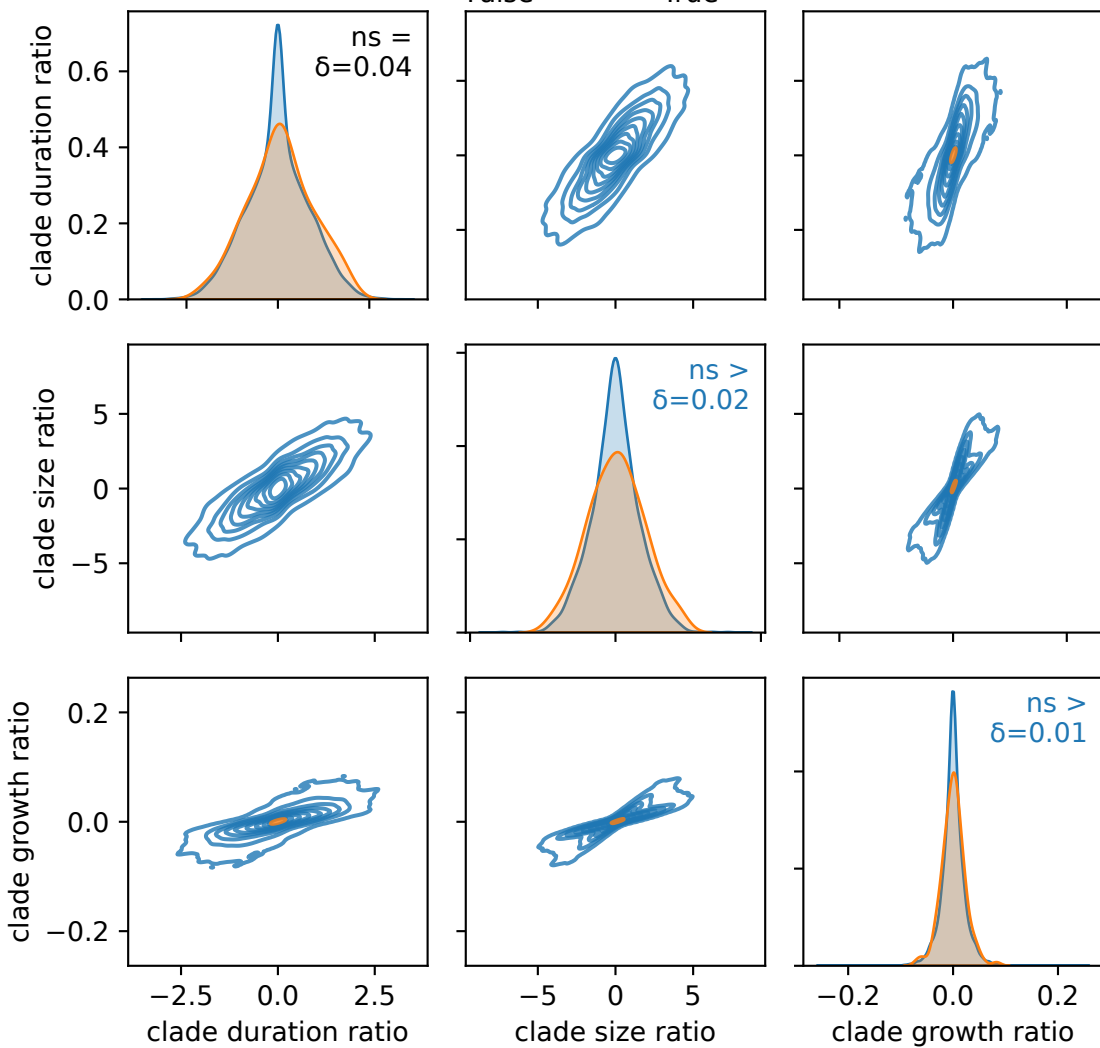 clade duration ratio
0.6
0.4
0.2
0.0
ns =
δ=0.04
clade size ratio
5
0
−5
ns >
δ=0.02
clade growth ratio
0.2
0.0
−0.2
ns >
δ=0.01
−2.5 0.0 2.5
−5 0 5
−0.2 0.0 0.2
clade duration ratio
clade size ratio
clade growth ratio